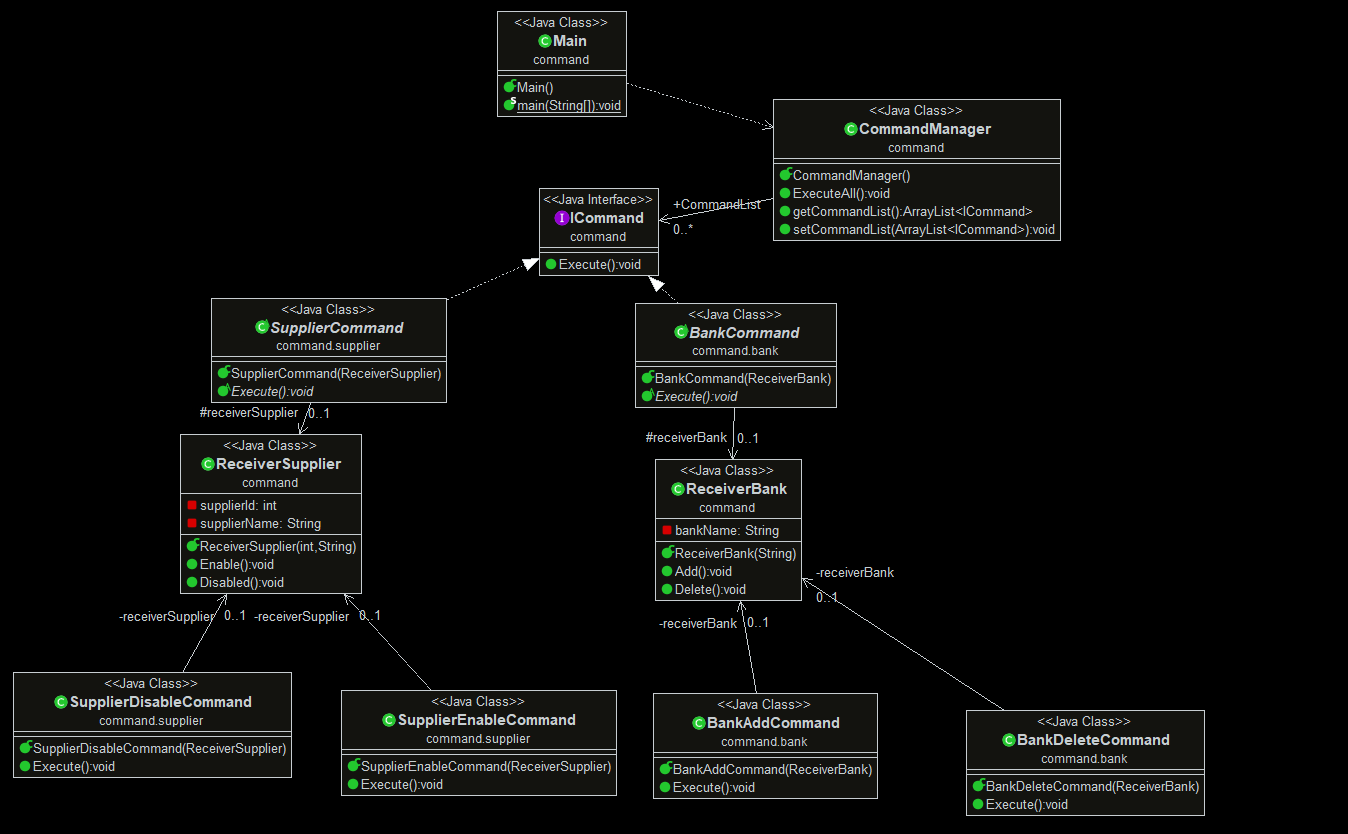 <<Java Class>>
Main
command
Main()
main(String[]):void
<<Java Class>>
CommandManager
command
CommandManager()
ExecuteAll():void
getCommandList():ArrayList<ICommand>
setCommandList(ArrayList<ICommand>):void
+CommandList
0..*
<<Java Interface>>
ICommand
command
Execute():void
<<Java Class>>
SupplierCommand
command.supplier
SupplierCommand(ReceiverSupplier)
Execute():void
#receiverSupplier 0..1
<<Java Class>>
BankCommand
command.bank
BankCommand(ReceiverBank)
Execute():void
#receiverBank 0..1
<<Java Class>>
ReceiverSupplier
command
supplierId: int
supplierName: String
ReceiverSupplier(int,String)
Enable():void
Disabled():void
<<Java Class>>
ReceiverBank
command
bankName: String
ReceiverBank(String)
Add():void
Delete():void
-receiverSupplier 0..1
-receiverSupplier 0..1
-receiverBank 0..1
-receiverBank
0..1
<<Java Class>>
SupplierDisableCommand
command.supplier
SupplierDisableCommand(ReceiverSupplier)
Execute():void
<<Java Class>>
SupplierEnableCommand
command.supplier
SupplierEnableCommand(ReceiverSupplier)
Execute():void
<<Java Class>>
BankAddCommand
command.bank
BankAddCommand(ReceiverBank)
Execute():void
<<Java Class>>
BankDeleteCommand
command.bank
BankDeleteCommand(ReceiverBank)
Execute():void